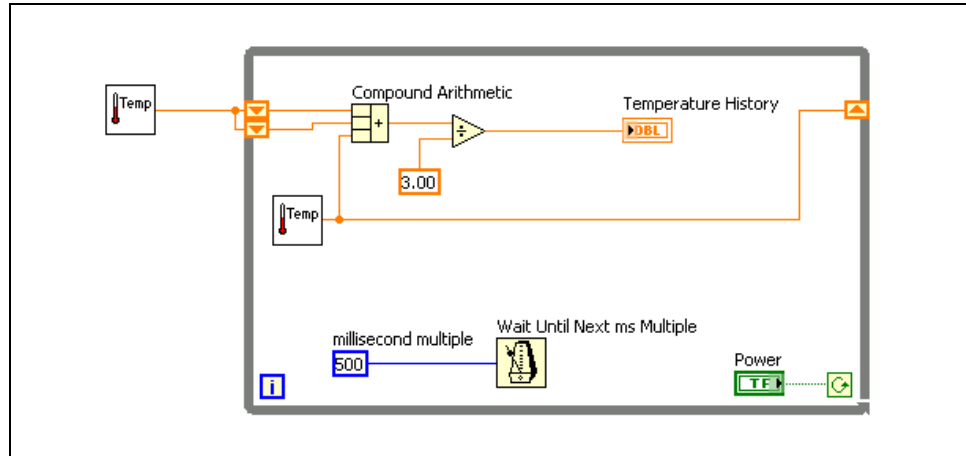 Temp
Compound Arithmetic
+
÷
3.00
Temperature History
DBL
Temp
millisecond multiple
500
Wait Until Next ms Multiple
Power
TF
i